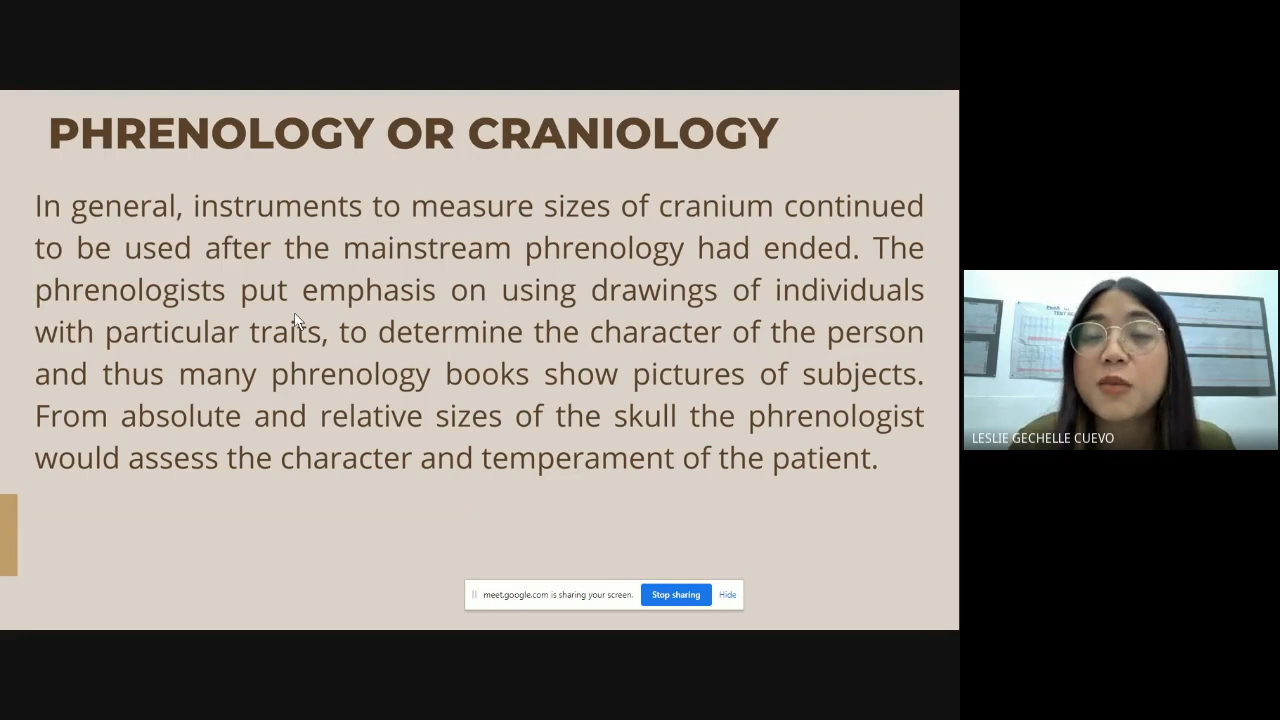 PHRENOLOGY OR CRANIOLOGY
In general, instruments to measure sizes of cranium continued
to be used after the mainstream phrenology had ended. The
phrenologists put emphasis on using drawings of individuals
with particular traits, to determine the character of the person
and thus many phrenology books show pictures of subjects.
From absolute and relative sizes of the skull the phrenologist
would assess the character and temperament of the patient.
meet.google.com is sharing your screen.
Stop sharing
Hide
LESLIE GECHELLE CUEVO